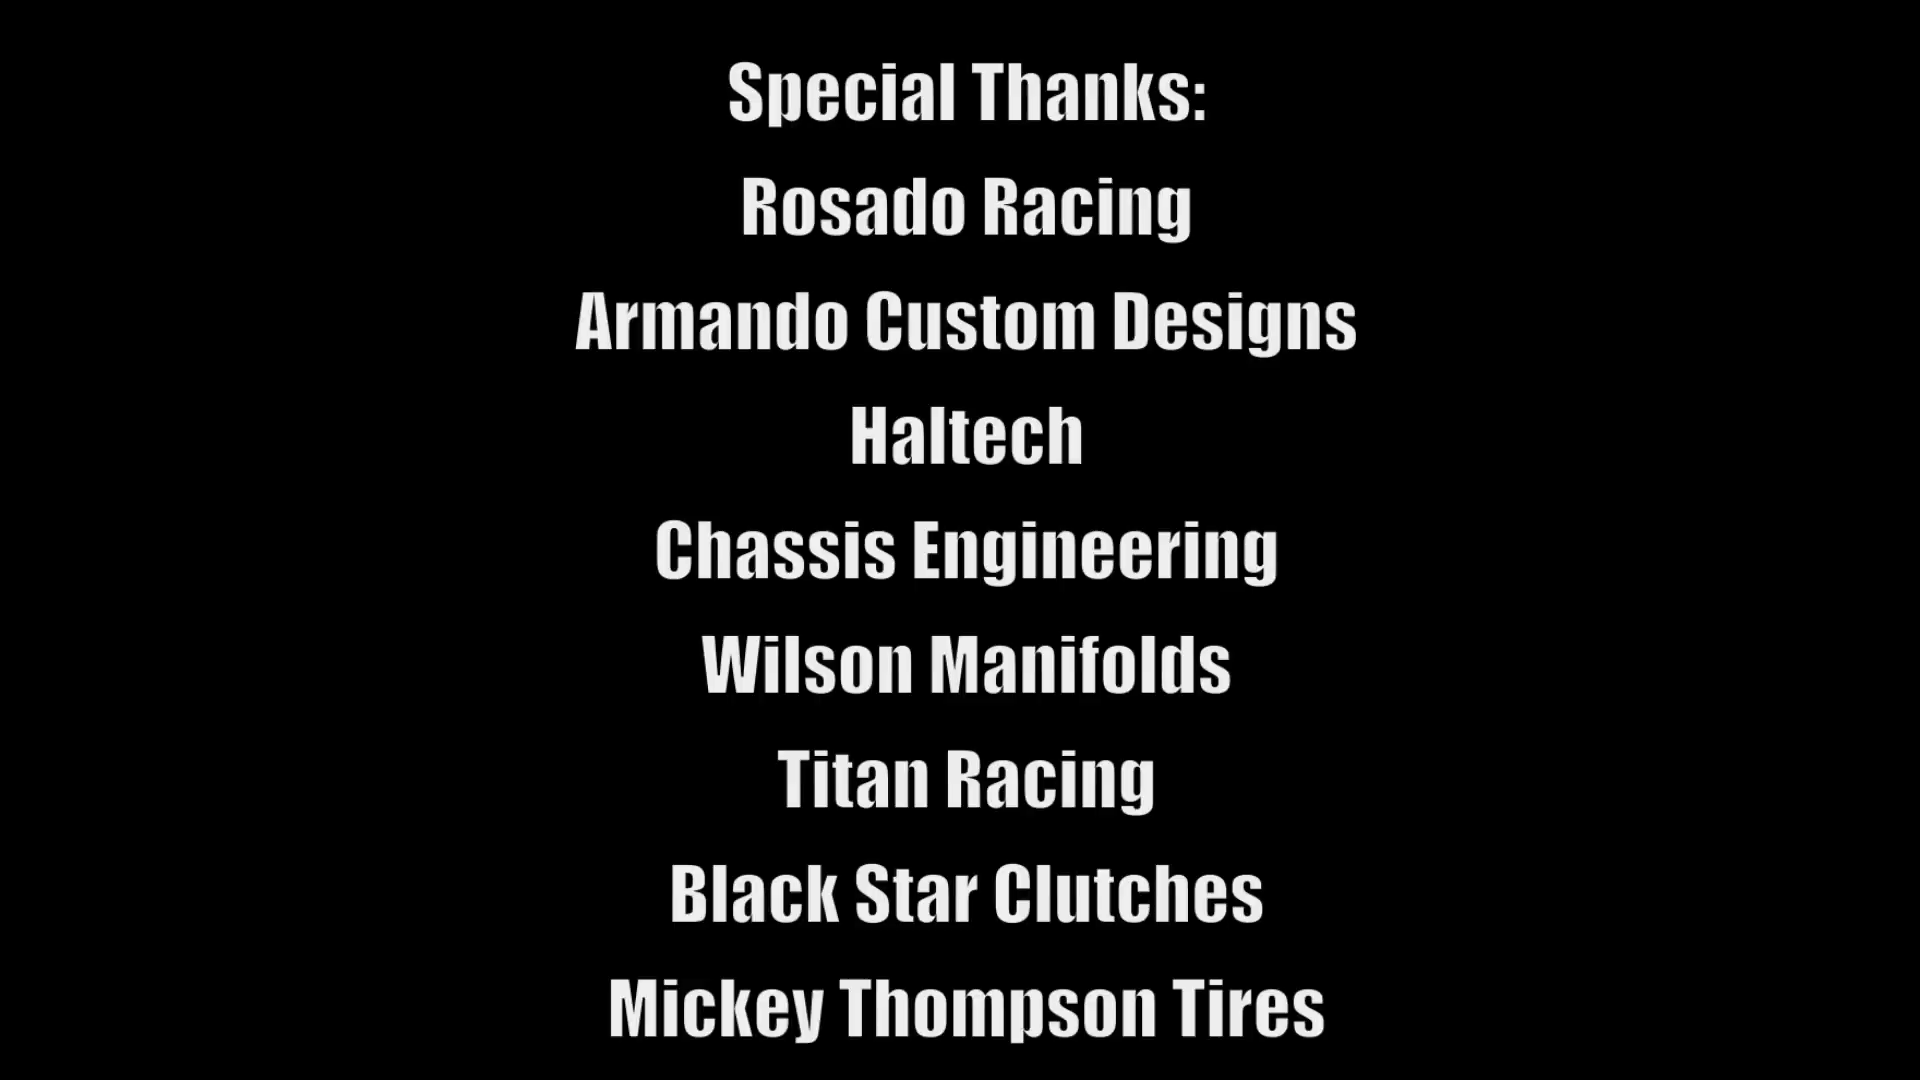 Special Thanks:
Rosado Racing
Armando Custom Designs
Haltech
Chassis Engineering
Wilson Manifolds
Titan Racing
Black Star Clutches
Mickey Thompson Tires